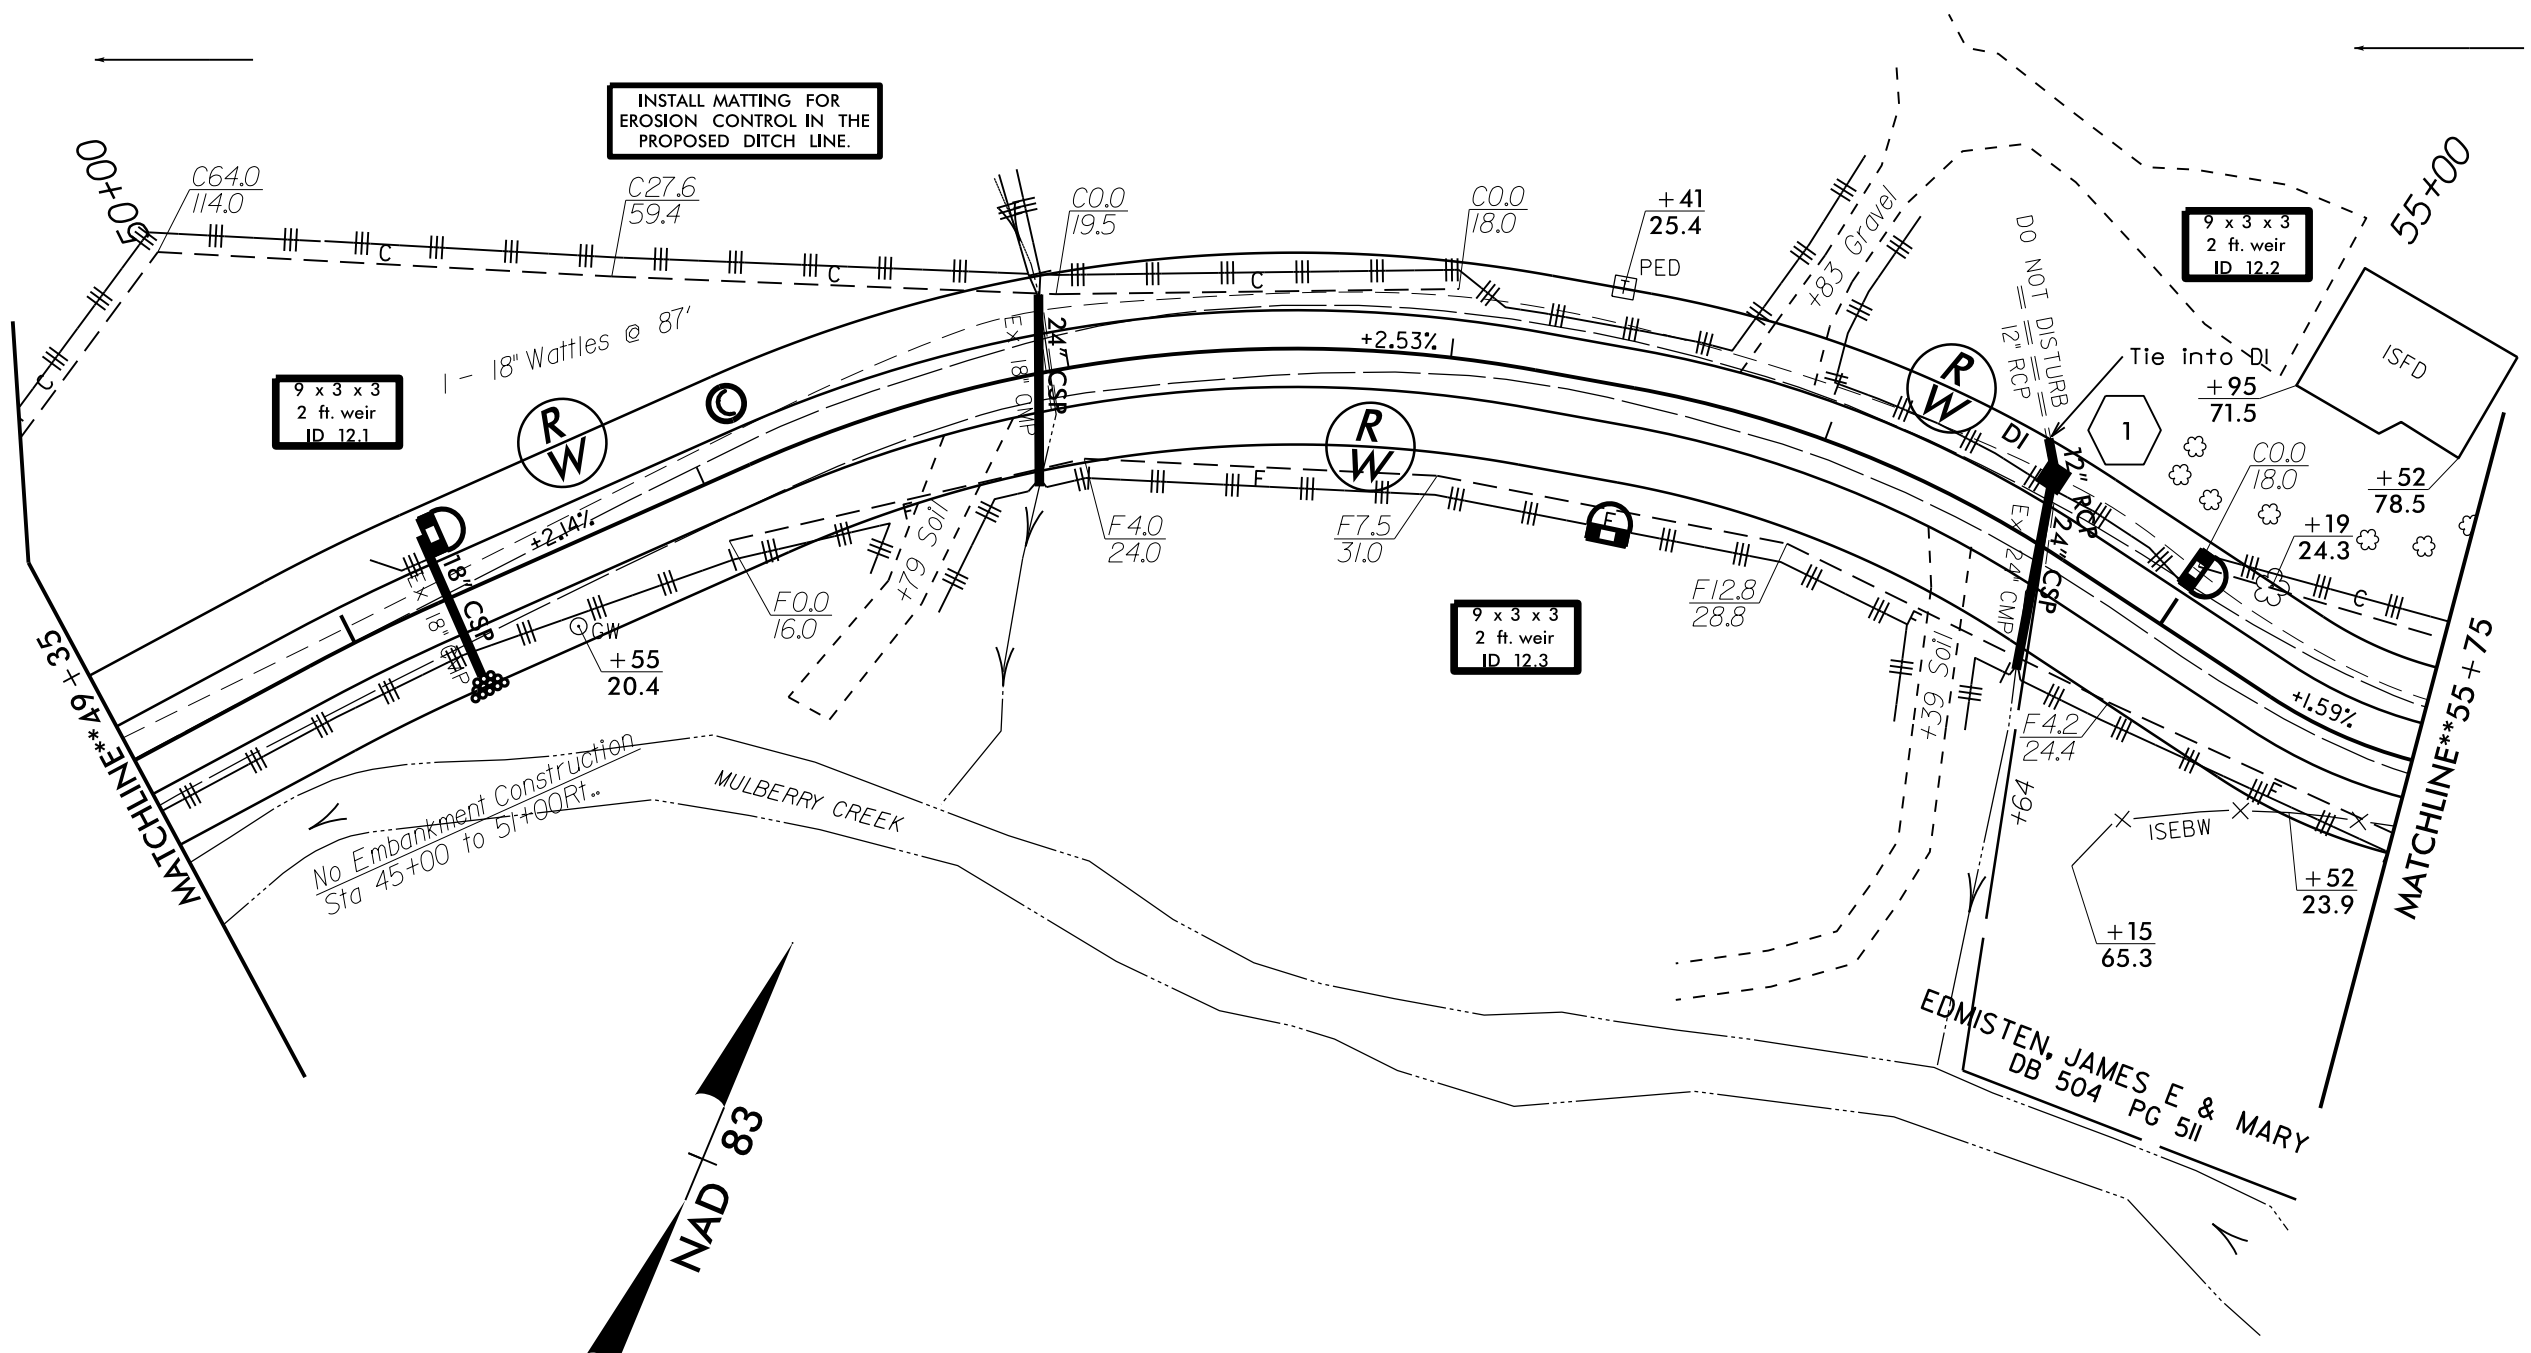 INSTALL MATTING FOR
EROSION CONTROL IN THE
PROPOSED DITCH LINE.
50+00
C64.0
114.0
C27.6
59.4
C0.0
19.5
C0.0
18.0
+41
25.4
PED
+83 Gravel
DO NOT DISTURB
12" RCP
9 x 3 x 3
2 ft. weir
ID 12.2
55+00
ISFD
Tie into DI
+95
71.5
1
C0.0
18.0
+52
78.5
+19
24.3
C
C
C
C
C
1 - 18" Wattles @ 87'
9 x 3 x 3
2 ft. weir
ID 12.1
R
W
C
R
W
R
W
DI
+2.14%
+2.53%
+1.59%
18" CSP
Ex 18" CMP
24" CSP
Ex 18" CMP
12" RCP
24" CSP
Ex 24" CMP
GW
+55
20.4
F0.0
16.0
+79 Soil
F
F
F
F
F
F4.0
24.0
F7.5
31.0
F12.8
28.8
9 x 3 x 3
2 ft. weir
ID 12.3
+39 Soil
F4.2
24.4
+64
ISEBW
+52
23.9
+15
65.3
MATCHLINE** 49+35
MATCHLINE**55+75
No Embankment Construction
Sta 45+00 to 51+00Rt..
MULBERRY CREEK
EDMISTEN, JAMES E & MARY
DB 504 PG 511
NAD 83